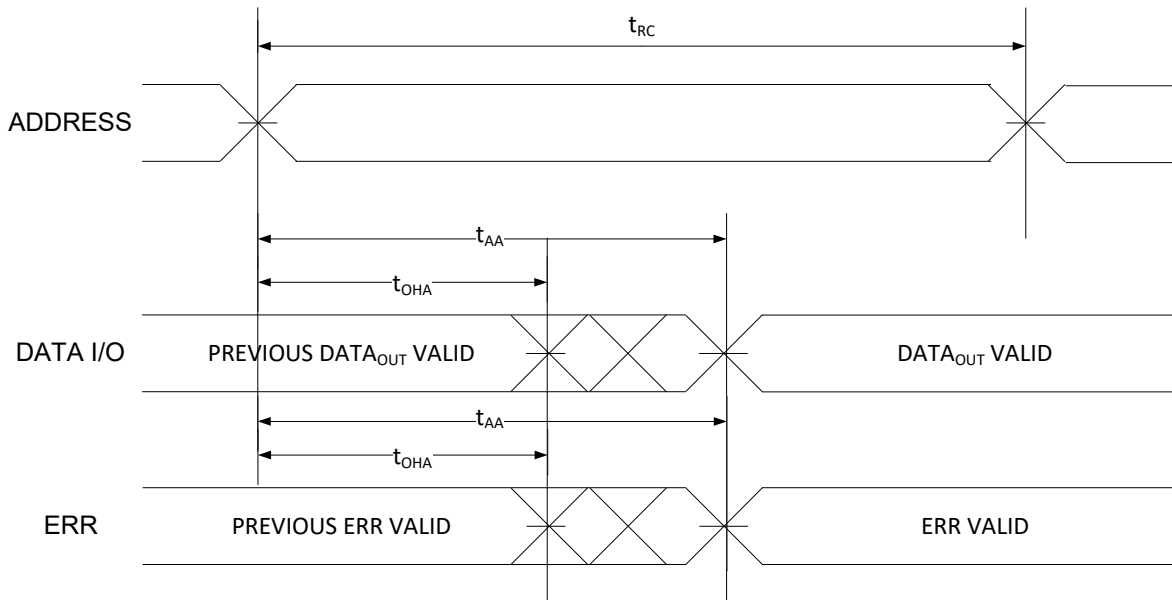 tRC
ADDRESS
tAA
tOHA
DATA I/O
PREVIOUS DATAOUT VALID
DATAOUT VALID
tAA
tOHA
ERR
PREVIOUS ERR VALID
ERR VALID